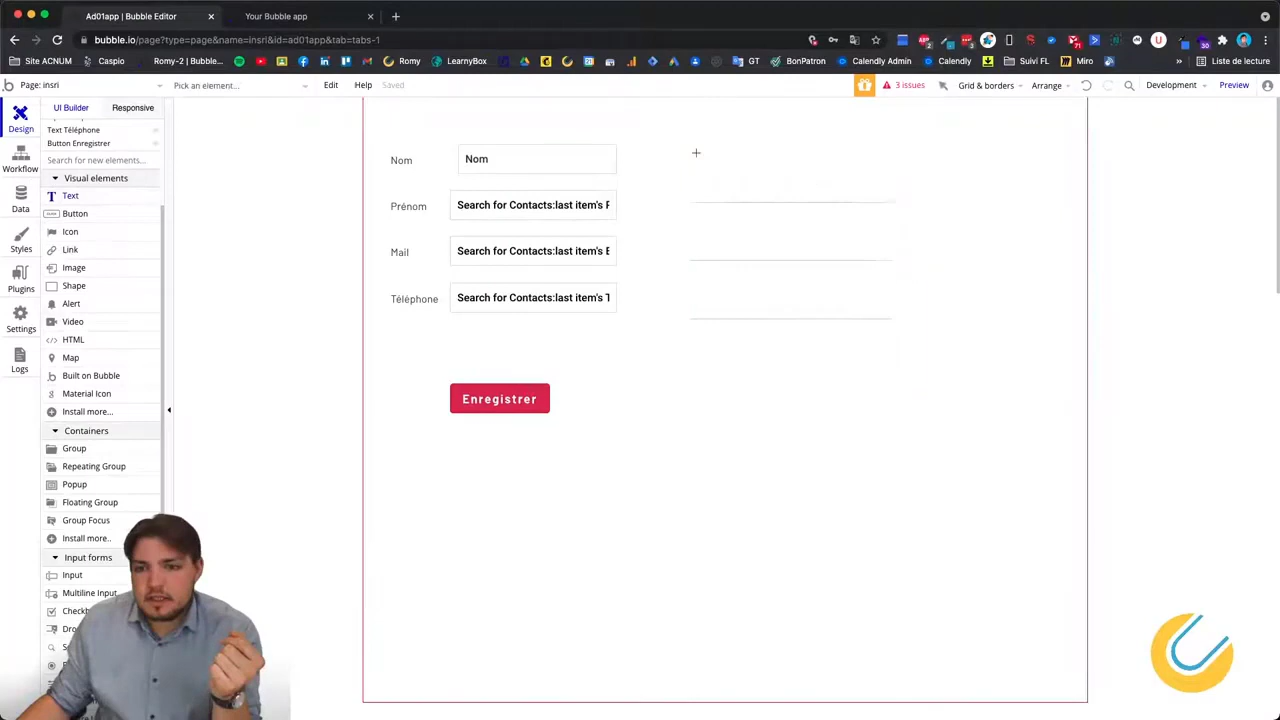 Ad01app | Bubble Editor
Your Bubble app
bubble.io/page?type=page&name=insrl&id=ad01app&tab=tabs-1
Site ACNUM
Caspio
Romy-2 | Bubble...
Romy
LearnyBox
GT
BonPatron
Calendly Admin
Calendly
Suivi FL
Miro
Liste de lecture
Page: insri
Pick an element...
Edit
Help
Saved
3 issues
Grid & borders
Arrange
Development
Preview
Design
Workflow
Data
Styles
Plugins
Settings
Logs
UI Builder
Responsive
Text Téléphone
Button Enregistrer
Search for new elements...
Visual elements
Text
Button
Icon
Link
Image
Shape
Alert
Video
HTML
Map
Built on Bubble
Material Icon
Install more...
Containers
Group
Repeating Group
Popup
Floating Group
Group Focus
Install more..
Input forms
Input
Multiline Input
Nom
Nom
Prénom
Search for Contacts:last item's
Mail
Search for Contacts:last item's E
Téléphone
Search for Contacts:last item's T
Enregistrer